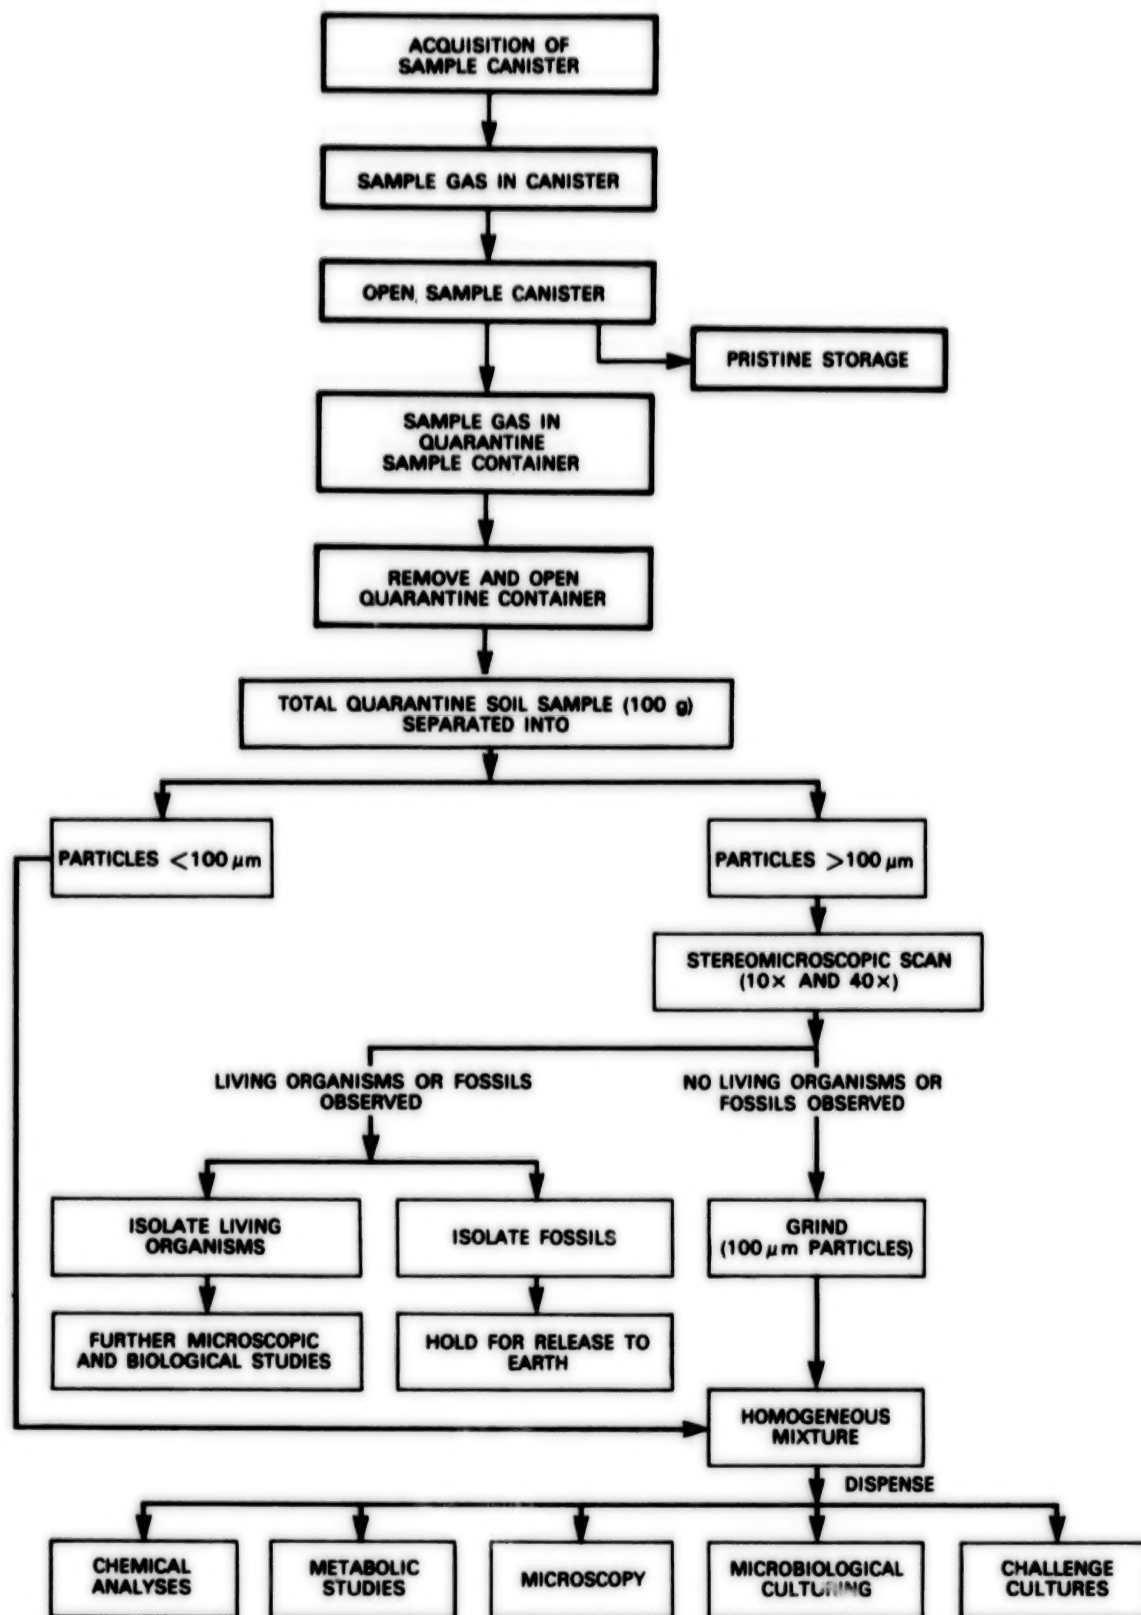 ACQUISITION OF
SAMPLE CANISTER
SAMPLE GAS IN CANISTER
OPEN SAMPLE CANISTER
PRISTINE STORAGE
SAMPLE GAS IN
QUARANTINE
SAMPLE CONTAINER
REMOVE AND OPEN
QUARANTINE CONTAINER
TOTAL QUARANTINE SOIL SAMPLE (100 g)
SEPARATED INTO
PARTICLES <100 μm
PARTICLES >100 μm
STEREOMICROSCOPIC SCAN
(10× AND 40×)
LIVING ORGANISMS OR FOSSILS
OBSERVED
NO LIVING ORGANISMS OR
FOSSILS OBSERVED
ISOLATE LIVING
ORGANISMS
ISOLATE FOSSILS
GRIND
(100 μm PARTICLES)
FURTHER MICROSCOPIC
AND BIOLOGICAL STUDIES
HOLD FOR RELEASE TO
EARTH
HOMOGENEOUS
MIXTURE
DISPENSE
CHEMICAL
ANALYSES
METABOLIC
STUDIES
MICROSCOPY
MICROBIOLOGICAL
CULTURING
CHALLENGE
CULTURES